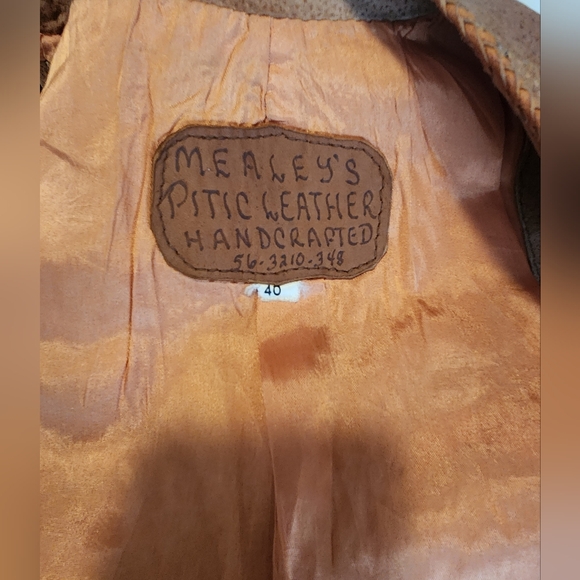 MEALEY'S
PITIC LEATHER
HANDCRAFTED
56-3210-348
40